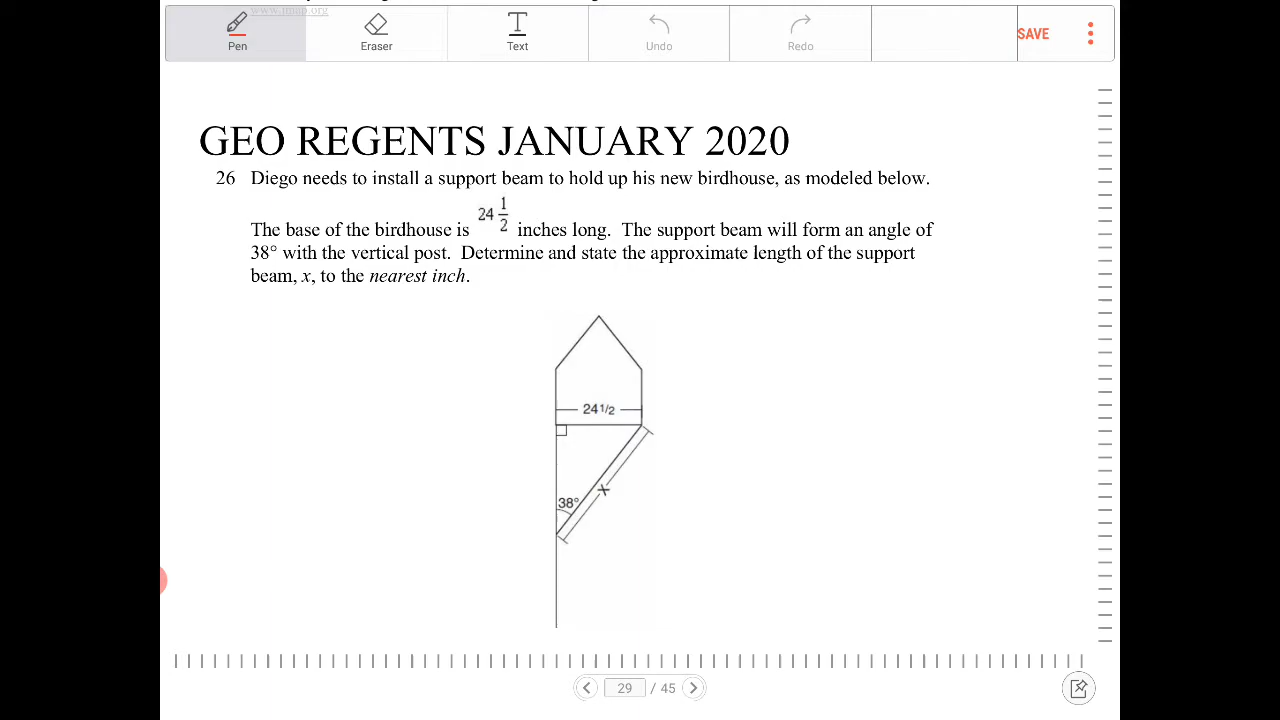 www.jmap.org
Pen
Eraser
Text
Undo
Redo
SAVE
GEO REGENTS JANUARY 2020
26 Diego needs to install a support beam to hold up his new birdhouse, as modeled below.
The base of the birdhouse is 24 1/2 inches long. The support beam will form an angle of
38° with the vertical post. Determine and state the approximate length of the support
beam, x, to the nearest inch.
24 1/2
38°
x
29 / 45